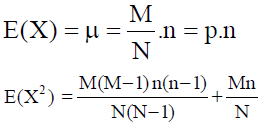 E(X) = μ = M/N .n = p.n
E(X²) = M(M−1)n(n−1)/N(N−1) + Mn/N